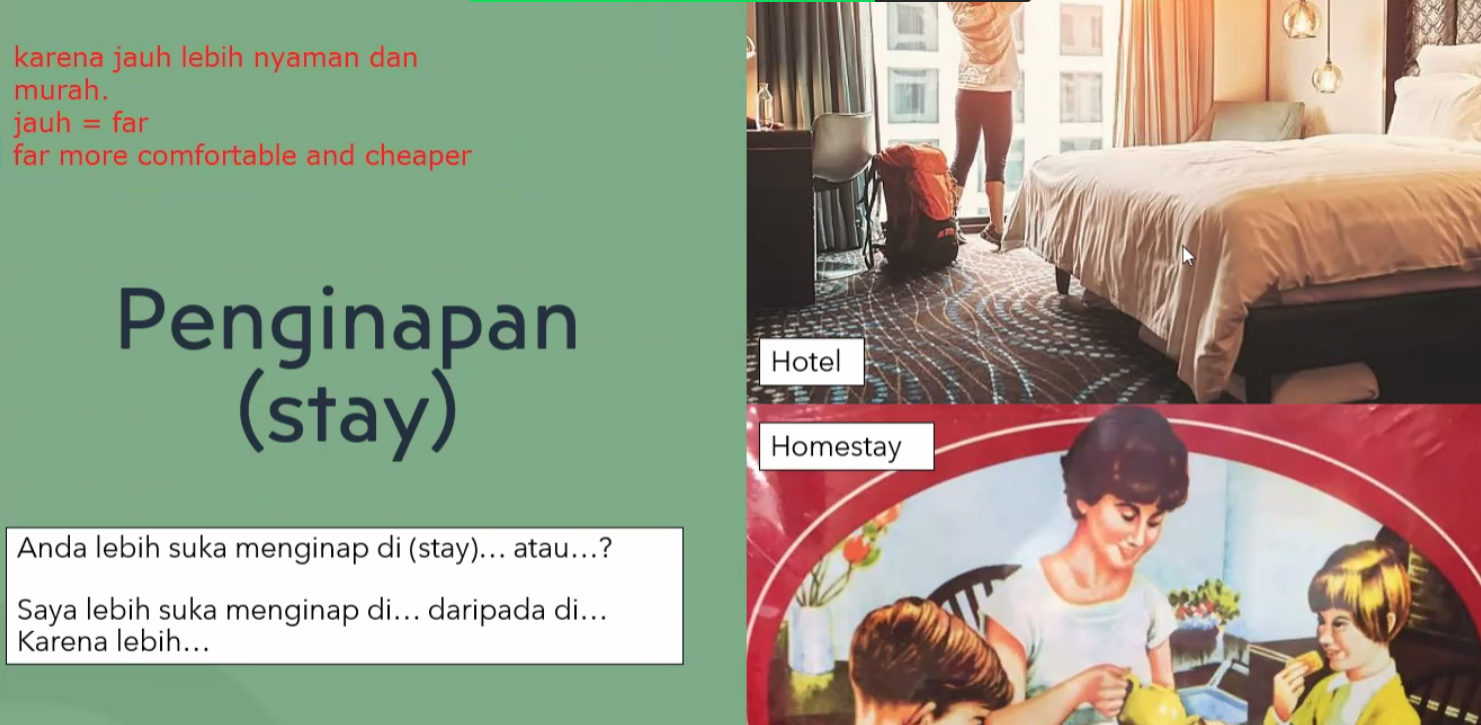 karena jauh lebih nyaman dan
murah.
jauh = far
far more comfortable and cheaper
Penginapan
(stay)
Anda lebih suka menginap di (stay)... atau...?
Saya lebih suka menginap di... daripada di...
Karena lebih...
Hotel
Homestay